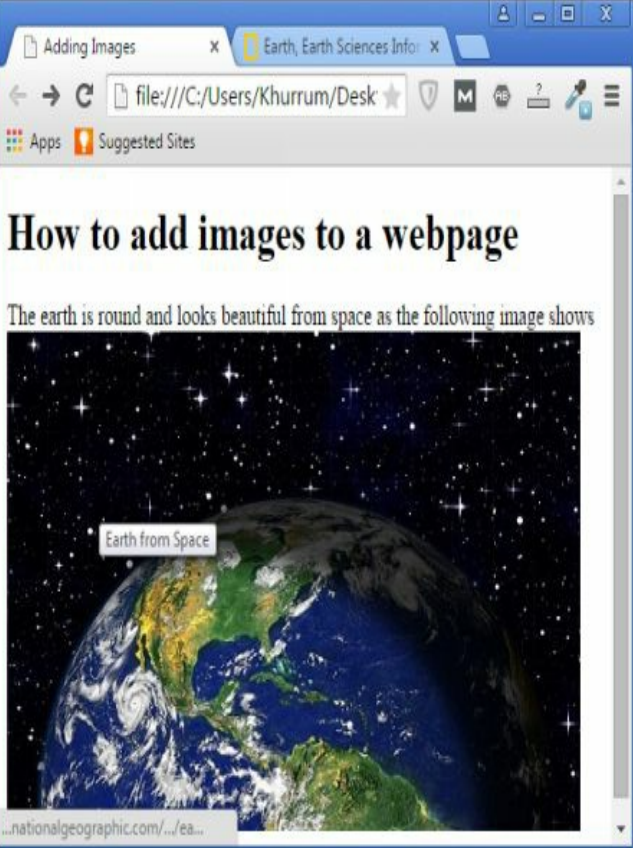 Adding Images
Earth, Earth Sciences Infor
file:///C:/Users/Khurrum/Desk
M
AB
?
Apps
Suggested Sites
How to add images to a webpage
The earth is round and looks beautiful from space as the following image shows
Earth from Space
...nationalgeographic.com/.../ea...